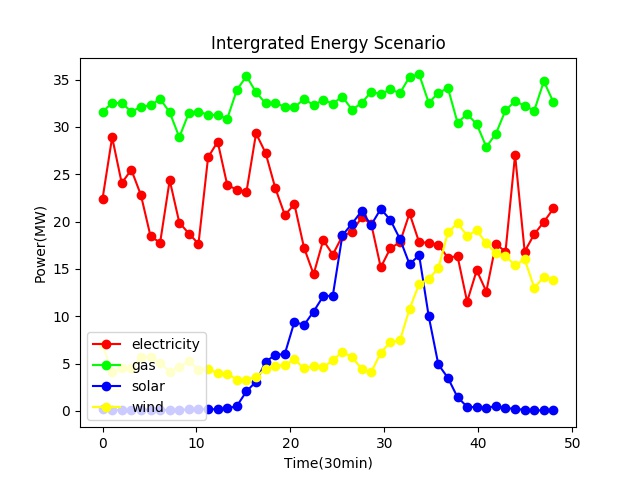 Intergrated Energy Scenario
Power(MW)
35
30
25
20
15
10
5
0
electricity
gas
solar
wind
0 10 20 30 40 50
Time(30min)